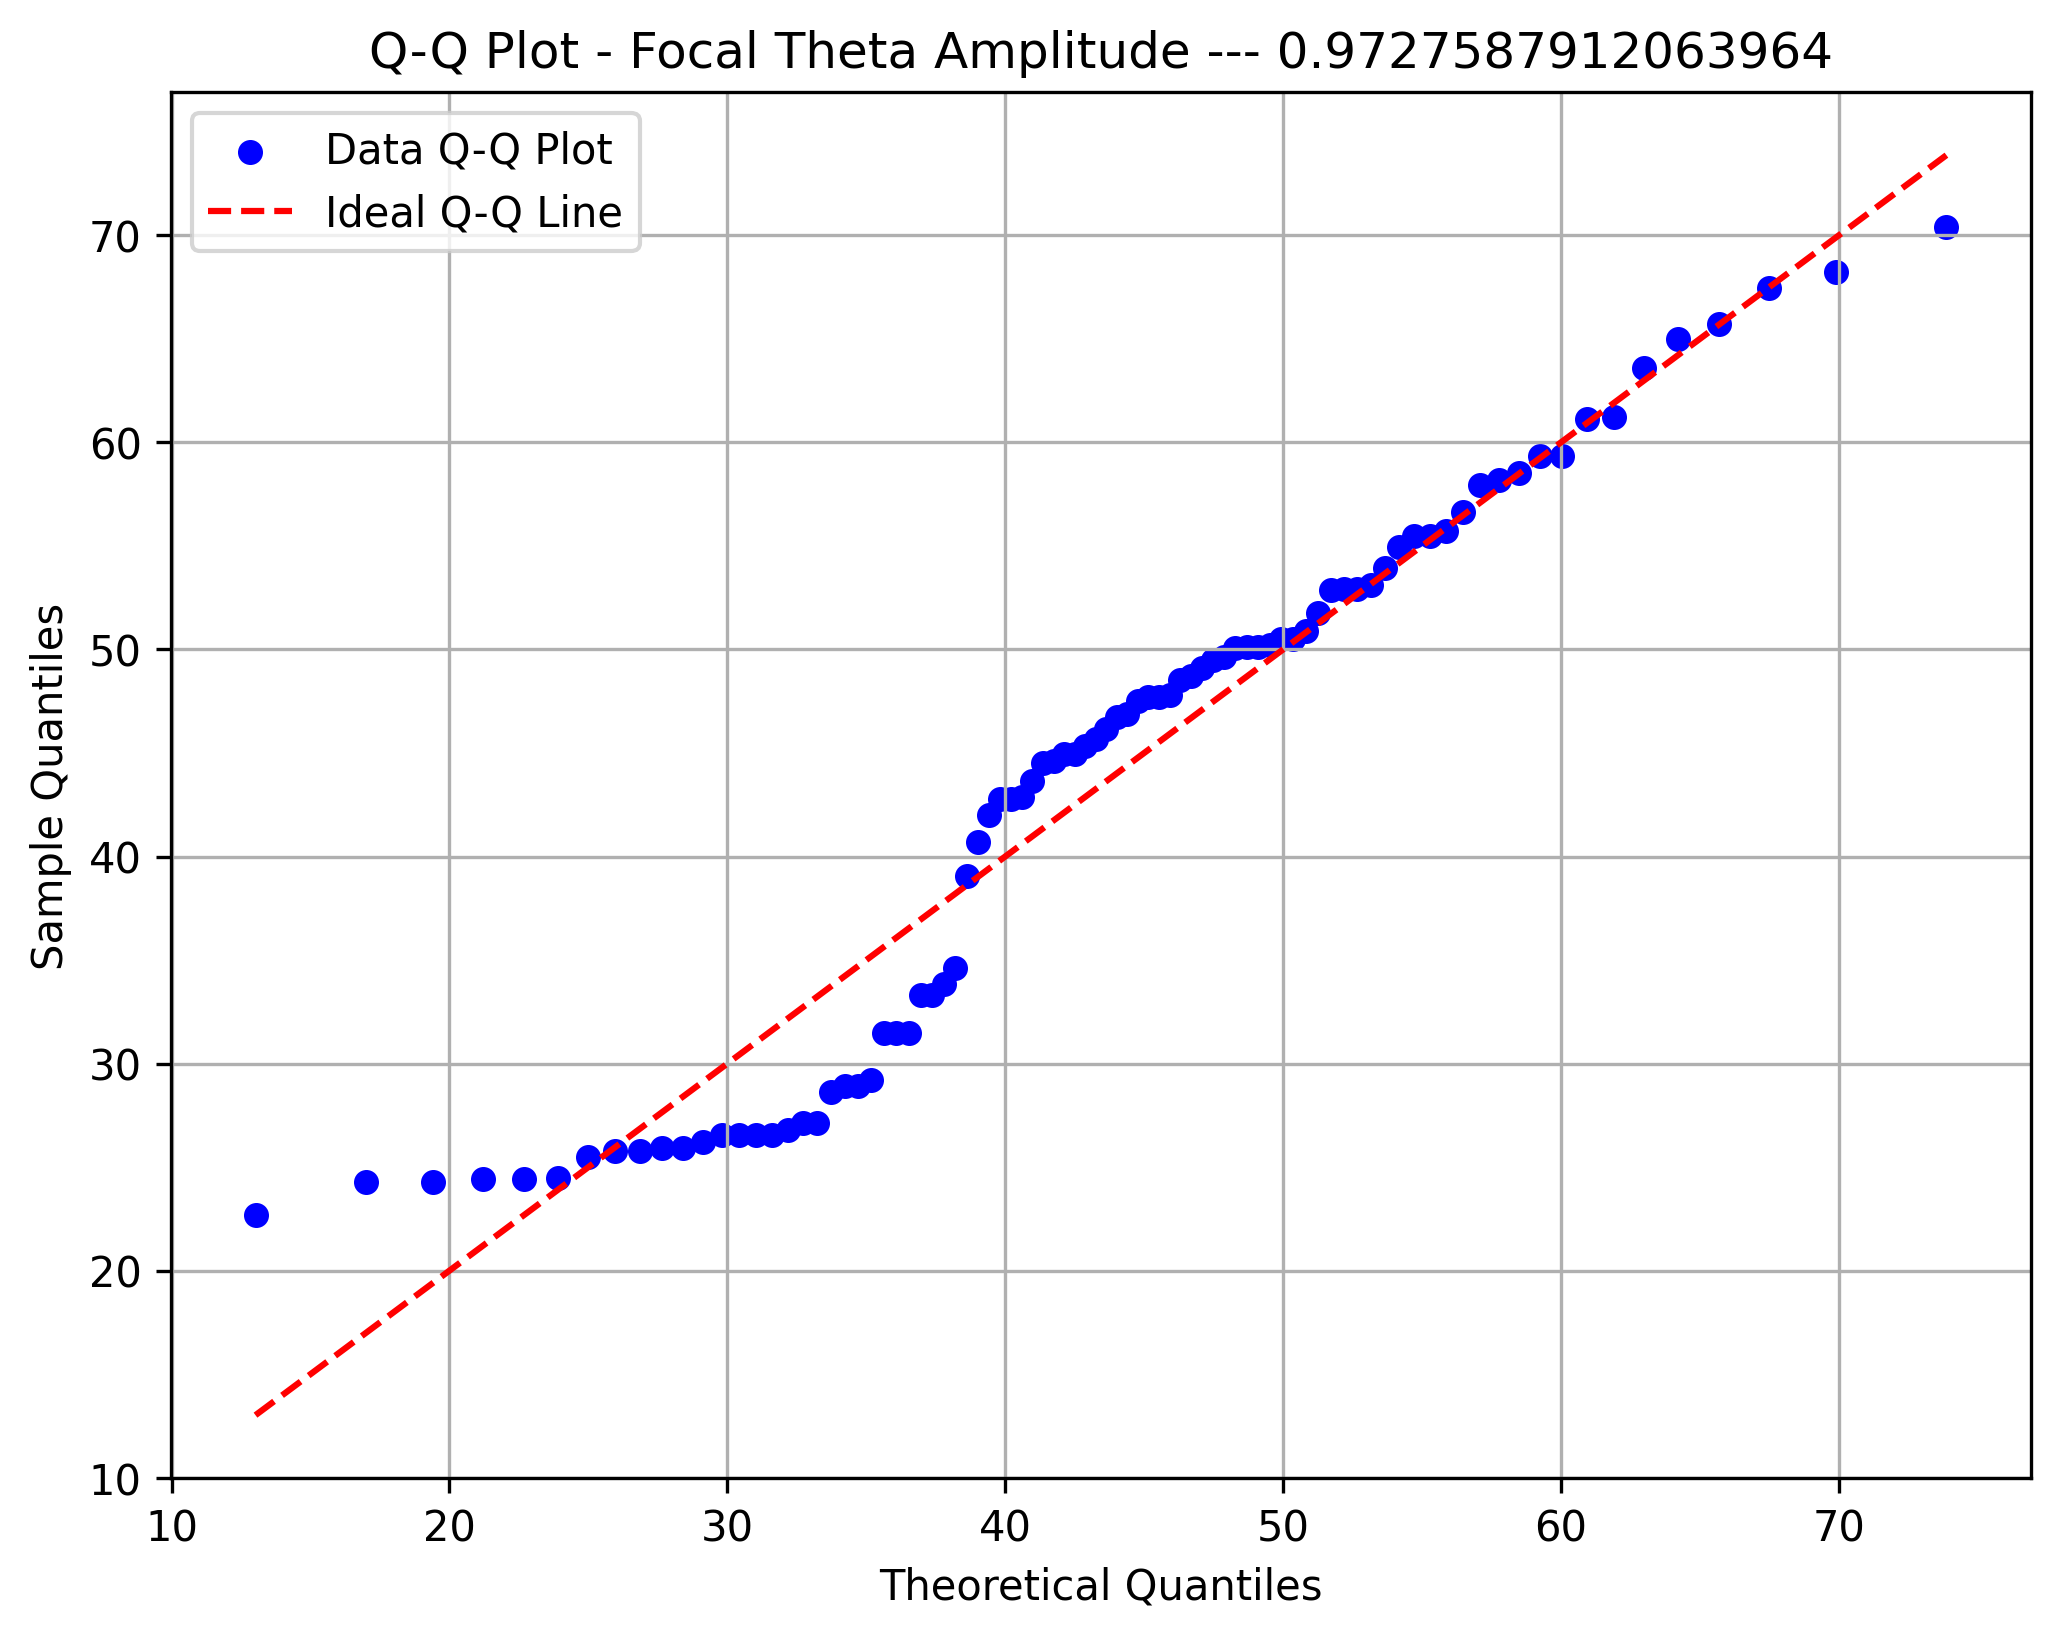 Q-Q Plot - Focal Theta Amplitude --- 0.9727587912063964
Data Q-Q Plot
Ideal Q-Q Line
Sample Quantiles
70
60
50
40
30
20
10
10 20 30 40 50 60 70
Theoretical Quantiles